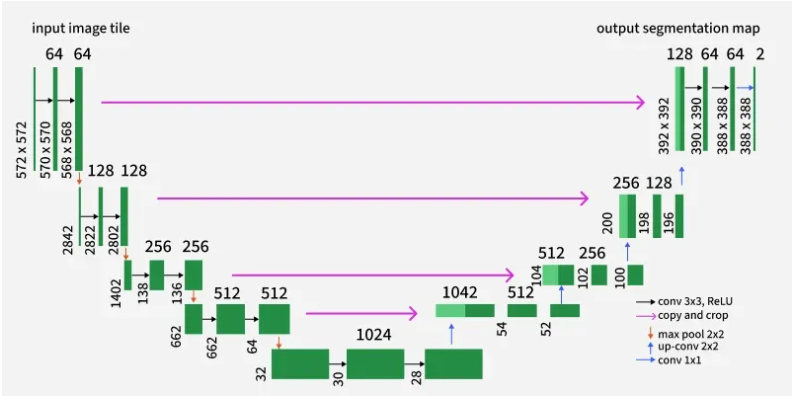 input image tile
output segmentation map
64 64
128 64 64 2
572 x 572
570 x 570
568 x 568
392 x 392
390 x 390
388 x 388
388 x 388
128 128
256 128
2842
2822
2802
200
198
196
256 256
512 256
1402
138
136
104
102
100
512 512
1042 512
662
662
64
54
52
1024
32
30
28
conv 3x3, ReLU
copy and crop
max pool 2x2
up-conv 2x2
conv 1x1